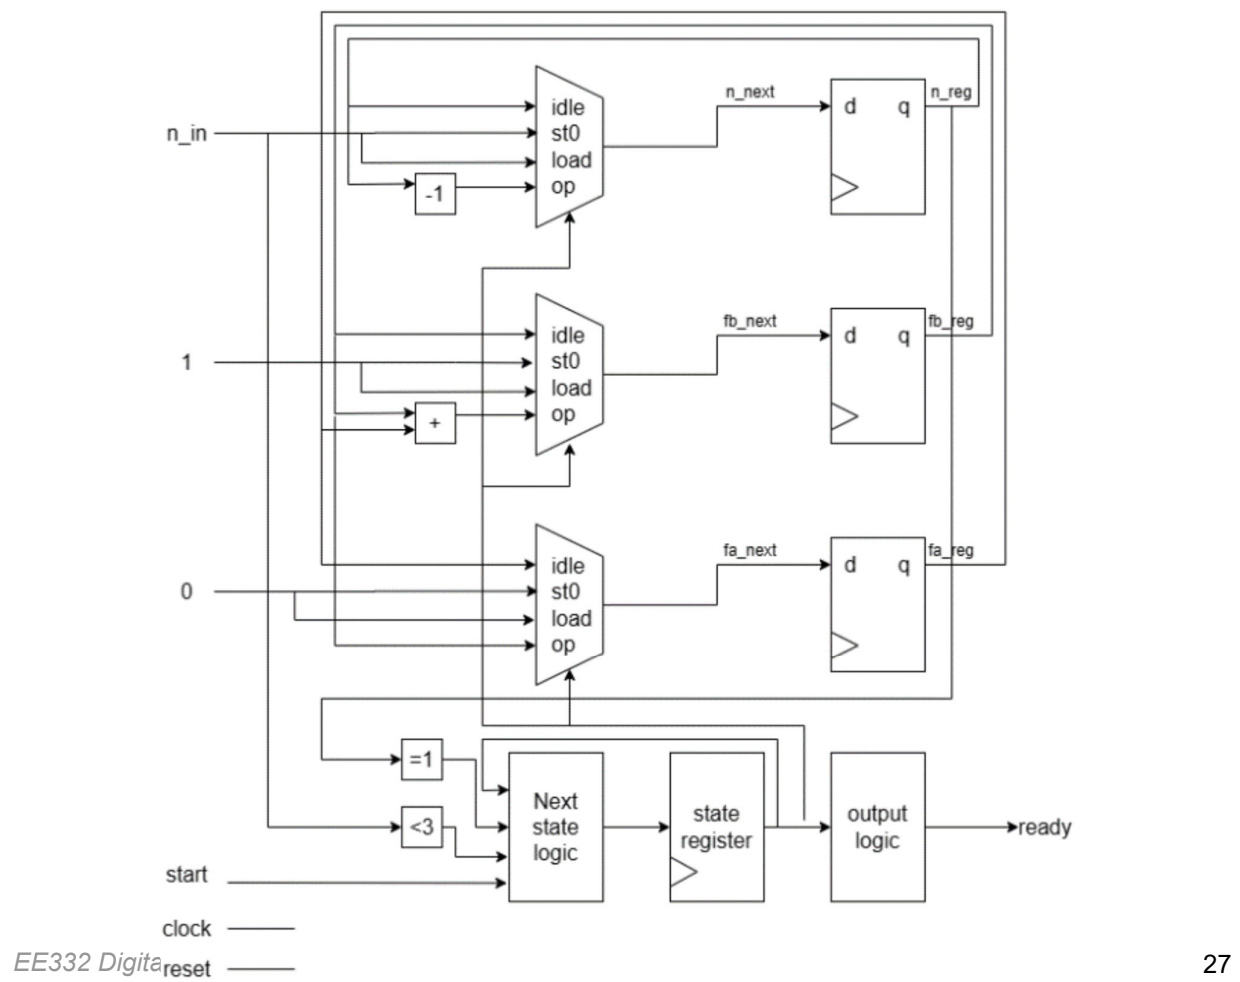 n_next
n_reg
idle
d
q
n_in
st0
load
-1
op
fb_next
fb_reg
idle
d
q
1
st0
load
+
op
fa_next
fa_reg
idle
d
q
0
st0
load
op
=1
Next
state
logic
state
register
output
logic
ready
<3
start
clock
EE332 Digita
reset
27